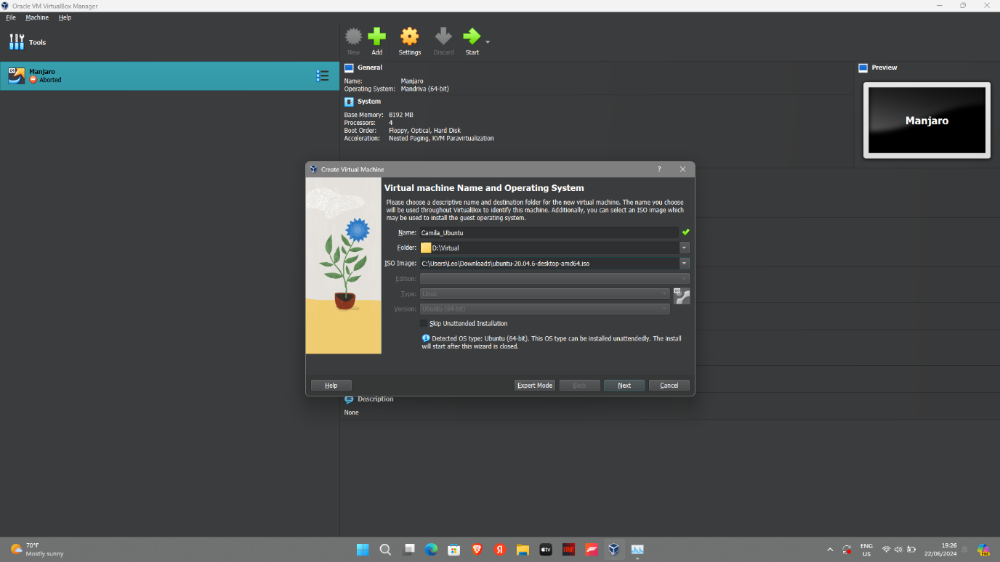 Oracle VM VirtualBox Manager
File Machine Help
Tools
New Add Settings Discard Start
64 Manjaro
Aborted
General
Name: Manjaro
Operating System: Mandriva (64-bit)
System
Base Memory: 8192 MB
Processors: 4
Boot Order: Floppy, Optical, Hard Disk
Acceleration: Nested Paging, KVM Paravirtualization
Preview
Manjaro
Create Virtual Machine
?
Virtual machine Name and Operating System
Please choose a descriptive name and destination folder for the new virtual machine. The name you choose
will be used throughout VirtualBox to identify this machine. Additionally, you can select an ISO image which
may be used to install the guest operating system.
Name: Camila_Ubuntu
Folder: D:\Virtual
ISO Image: C:\Users\Leo\Downloads\ubuntu-20.04.6-desktop-amd64.iso
Edition:
Type: Linux
64
Version: Ubuntu (64-bit)
Skip Unattended Installation
Detected OS type: Ubuntu (64-bit). This OS type can be installed unattendedly. The install
will start after this wizard is closed.
Help Expert Mode Back Next Cancel
Description
None
70°F
Mostly sunny
Я
tv
START
ENG
US
19:26
22/06/2024
PRE